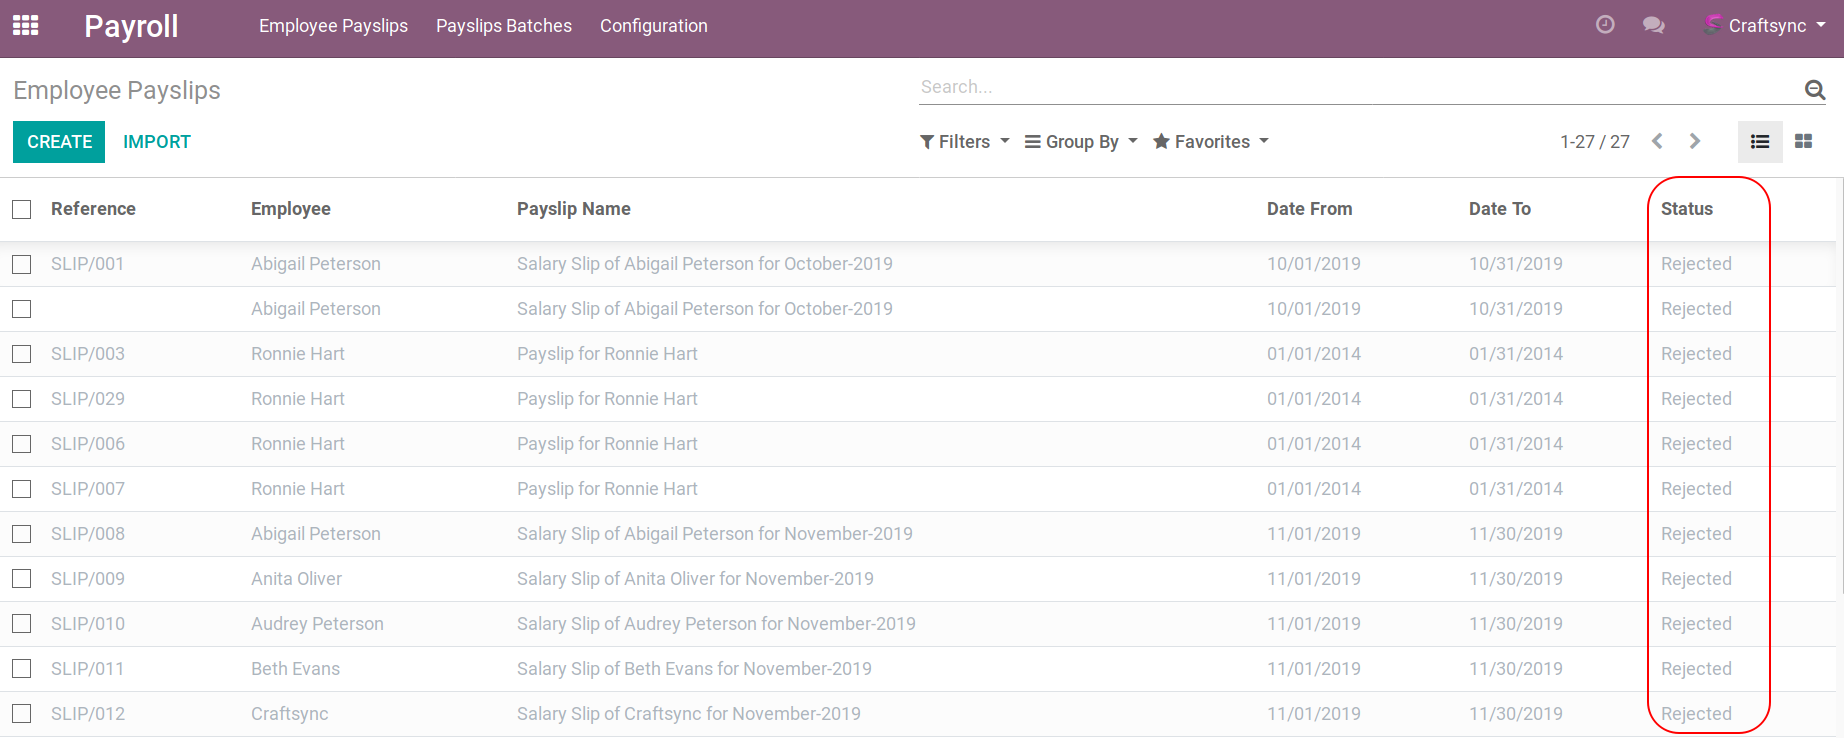 Payroll Employee Payslips Payslips Batches Configuration Craftsync
Employee Payslips Search...
CREATE IMPORT Filters Group By Favorites 1-27 / 27
Reference Employee Payslip Name Date From Date To Status
SLIP/001 Abigail Peterson Salary Slip of Abigail Peterson for October-2019 10/01/2019 10/31/2019 Rejected
Abigail Peterson Salary Slip of Abigail Peterson for October-2019 10/01/2019 10/31/2019 Rejected
SLIP/003 Ronnie Hart Payslip for Ronnie Hart 01/01/2014 01/31/2014 Rejected
SLIP/029 Ronnie Hart Payslip for Ronnie Hart 01/01/2014 01/31/2014 Rejected
SLIP/006 Ronnie Hart Payslip for Ronnie Hart 01/01/2014 01/31/2014 Rejected
SLIP/007 Ronnie Hart Payslip for Ronnie Hart 01/01/2014 01/31/2014 Rejected
SLIP/008 Abigail Peterson Salary Slip of Abigail Peterson for November-2019 11/01/2019 11/30/2019 Rejected
SLIP/009 Anita Oliver Salary Slip of Anita Oliver for November-2019 11/01/2019 11/30/2019 Rejected
SLIP/010 Audrey Peterson Salary Slip of Audrey Peterson for November-2019 11/01/2019 11/30/2019 Rejected
SLIP/011 Beth Evans Salary Slip of Beth Evans for November-2019 11/01/2019 11/30/2019 Rejected
SLIP/012 Craftsync Salary Slip of Craftsync for November-2019 11/01/2019 11/30/2019 Rejected